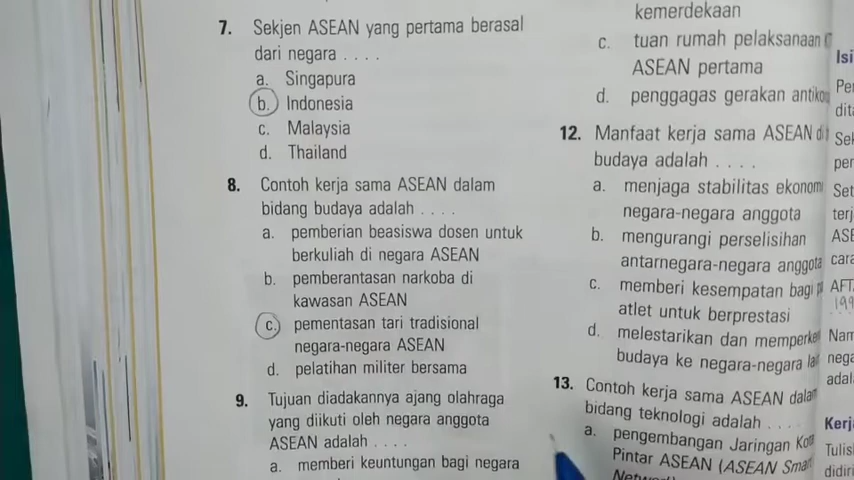 7. Sekjen ASEAN yang pertama berasal
dari negara . . . .
a. Singapura
b. Indonesia
c. Malaysia
d. Thailand
8. Contoh kerja sama ASEAN dalam
bidang budaya adalah . . . .
a. pemberian beasiswa dosen untuk
berkuliah di negara ASEAN
b. pemberantasan narkoba di
kawasan ASEAN
c. pementasan tari tradisional
negara-negara ASEAN
d. pelatihan militer bersama
9. Tujuan diadakannya ajang olahraga
yang diikuti oleh negara anggota
ASEAN adalah . . . .
a. memberi keuntungan bagi negara
kemerdekaan
c. tuan rumah pelaksanaan
ASEAN pertama
d. penggagas gerakan
12. Manfaat kerja sama ASEAN
budaya adalah . . . .
a. menjaga stabilitas
negara-negara anggota
b. mengurangi perselisihan
antarnegara-negara anggota
c. memberi kesempatan bagi
atlet untuk berprestasi
d. melestarikan dan
budaya ke negara-negara
13. Contoh kerja sama ASEAN
bidang teknologi adalah . . . .
a. pengembangan Jaringan
Pintar ASEAN (ASEAN
Isi
AFT
199